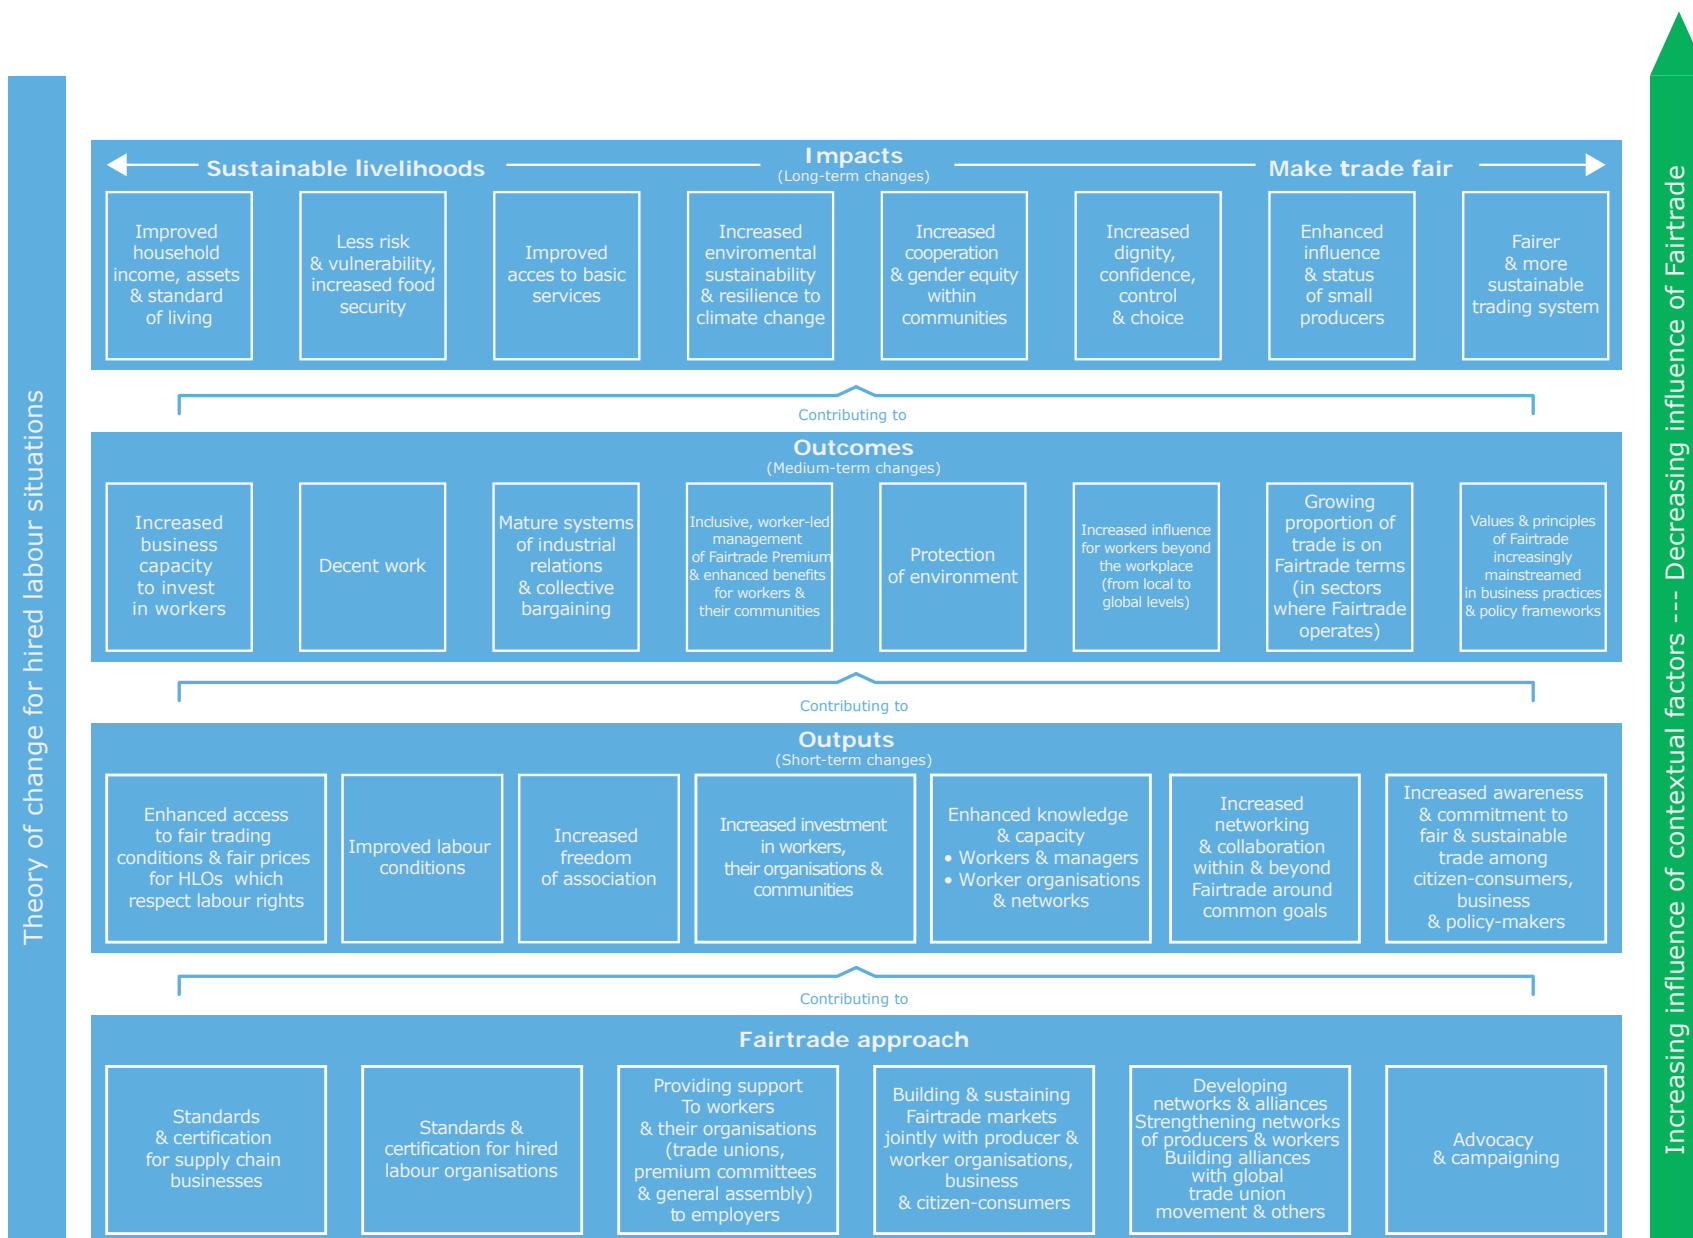 Theory of change for hired labour situations
Impacts
(Long-term changes)
Sustainable livelihoods
Make trade fair
Improved
household
income, assets
& standard
of living
Less risk
& vulnerability,
increased food
security
Improved
acces to basic
services
Increased
enviromental
sustainability
& resilience to
climate change
Increased
cooperation
& gender equity
within
communities
Increased
dignity,
confidence,
control
& choice
Enhanced
influence
& status
of small
producers
Fairer
& more
sustainable
trading system
Contributing to
Outcomes
(Medium-term changes)
Increased
business
capacity
to invest
in workers
Decent work
Mature systems
of industrial
relations
& collective
bargaining
Inclusive, worker-led
management
of Fairtrade Premium
& enhanced benefits
for workers &
their communities
Protection
of environment
Increased influence
for workers beyond
the workplace
(from local to
global levels)
Growing
proportion of
trade is on
Fairtrade terms
(in sectors
where Fairtrade
operates)
Values & principles
of Fairtrade
increasingly
mainstreamed
in business practices
& policy frameworks
Contributing to
Outputs
(Short-term changes)
Enhanced access
to fair trading
conditions & fair prices
for HLOs which
respect labour rights
Improved labour
conditions
Increased
freedom
of association
Increased investment
in workers,
their organisations &
communities
Enhanced knowledge
& capacity
• Workers & managers
• Worker organisations
& networks
Increased
networking
& collaboration
within & beyond
Fairtrade around
common goals
Increased awareness
& commitment to
fair & sustainable
trade among
citizen-consumers,
business
& policy-makers
Contributing to
Fairtrade approach
Standards
& certification
for supply chain
businesses
Standards &
certification for hired
labour organisations
Providing support
To workers
& their organisations
(trade unions,
premium committees
& general assembly)
to employers
Building & sustaining
Fairtrade markets
jointly with producer &
worker organisations,
business
& citizen-consumers
Developing
networks & alliances
Strengthening networks
of producers & workers
Building alliances
with global
trade union
movement & others
Advocacy
& campaigning
Increasing influence of contextual factors ---- Decreasing influence of Fairtrade